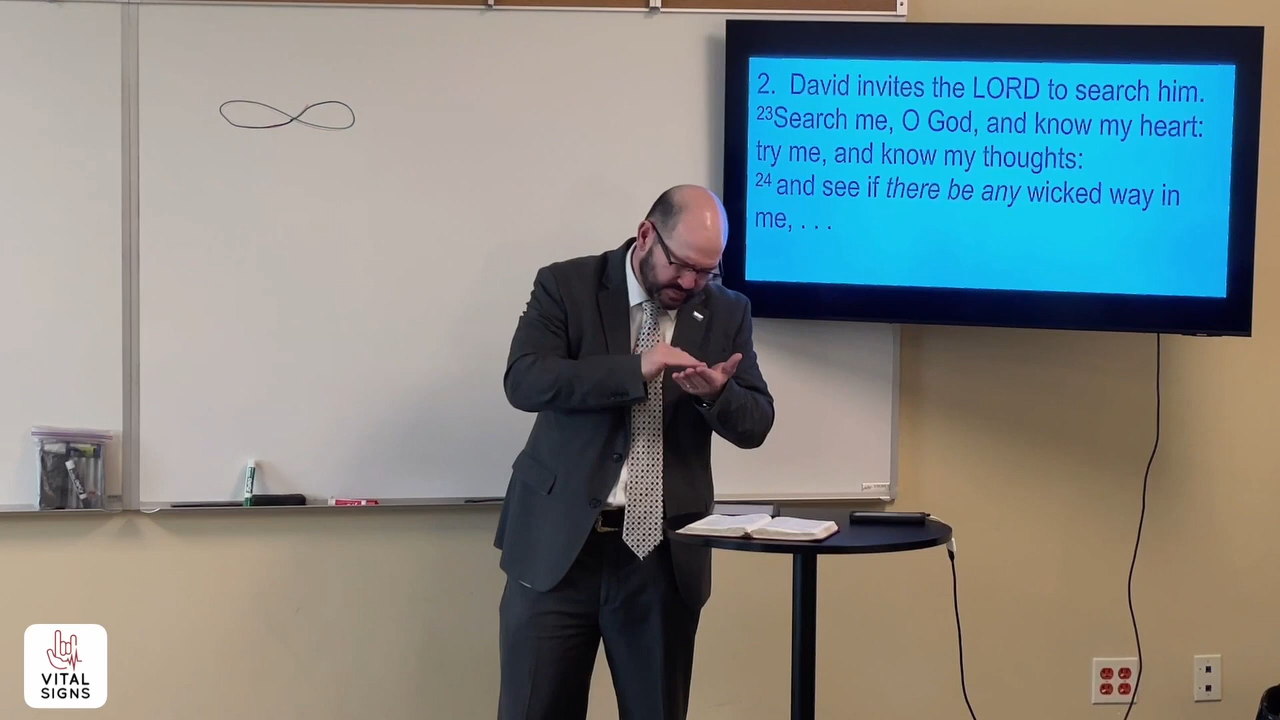 2. David invites the LORD to search him.
23Search me, O God, and know my heart:
try me, and know my thoughts:
24 and see if there be any wicked way in
me, . . .
VITAL
SIGNS